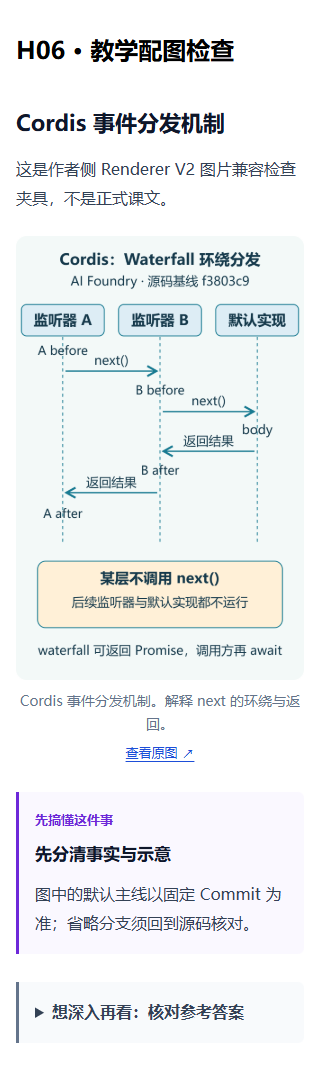 H06 · 教学配图检查
Cordis 事件分发机制
这是作者侧 Renderer V2 图片兼容检查
夹具，不是正式课文。
Cordis：Waterfall 环绕分发
AI Foundry · 源码基线 f3803c9
监听器 A 监听器 B 默认实现
A before
next()
B before
next()
body
返回结果
B after
返回结果
A after
某层不调用 next()
后续监听器与默认实现都不运行
waterfall 可返回 Promise，调用方再 await
Cordis 事件分发机制。解释 next 的环绕与返
回。
查看原图 ↗
先搞懂这件事
先分清事实与示意
图中的默认主线以固定 Commit 为
准；省略分支须回到源码核对。
▶ 想深入再看：核对参考答案